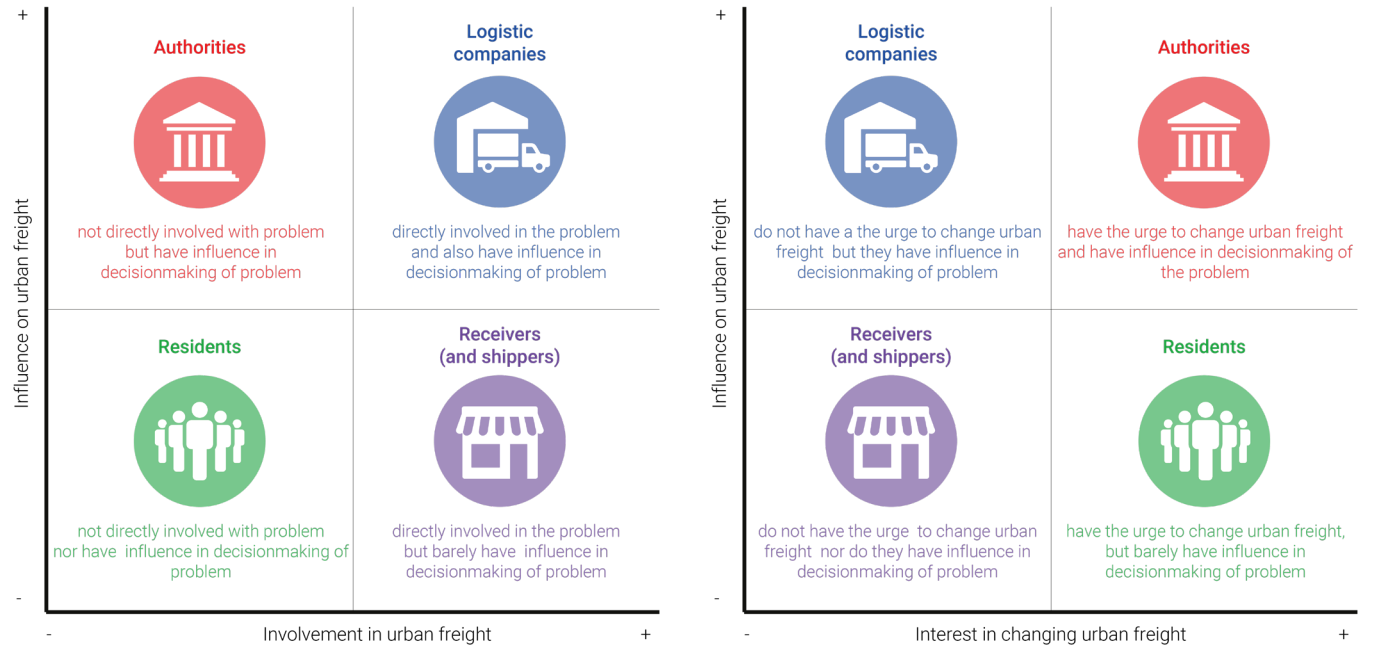 +
Authorities
not directly involved with problem
but have influence in
decisionmaking of problem
Logistic
companies
directly involved in the problem
and also have influence in
decisionmaking of problem
Influence on urban freight
Residents
not directly involved with problem
nor have influence in decisionmaking of
problem
Receivers
(and shippers)
directly involved in the problem
but barely have influence in
decisionmaking of problem
-
-
Involvement in urban freight
+
+
Logistic
companies
do not have a the urge to change urban
freight but they have influence in
decisionmaking of problem
Authorities
have the urge to change urban freight
and have influence in decisionmaking of
the problem
Influence on urban freight
Receivers
(and shippers)
do not have the urge to change urban
freight nor do they have influence in
decisionmaking of problem
Residents
have the urge to change urban freight,
but barely have influence in
decisionmaking of problem
-
-
Interest in changing urban freight
+